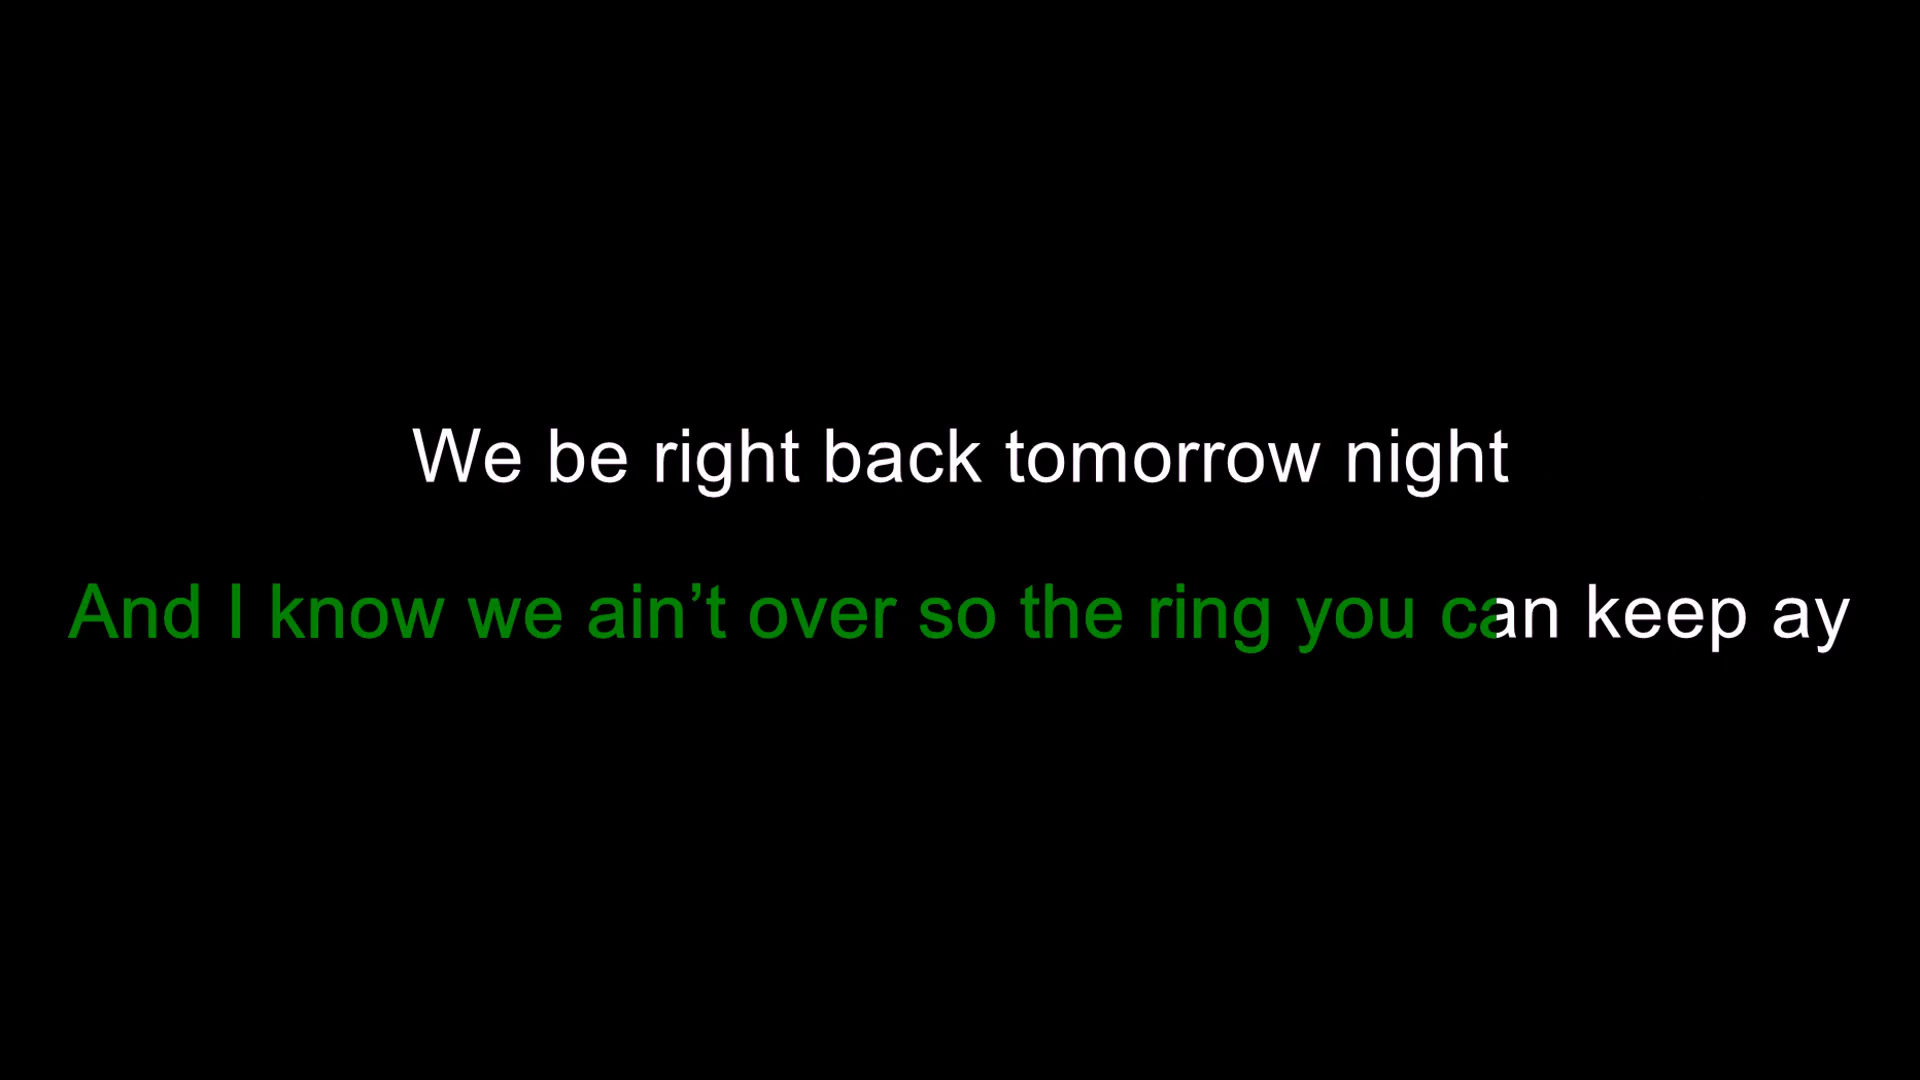 We be right back tomorrow night
And I know we ain’t over so the ring you can keep ay